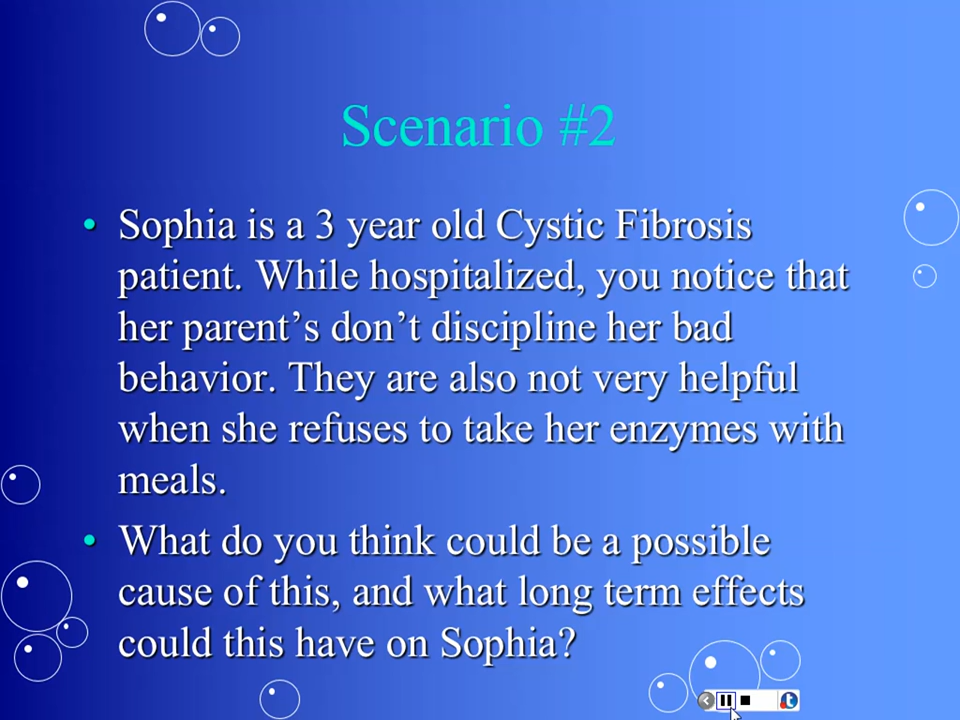 Scenario #2
• Sophia is a 3 year old Cystic Fibrosis
patient. While hospitalized, you notice that
her parent’s don’t discipline her bad
behavior. They are also not very helpful
when she refuses to take her enzymes with
meals.
• What do you think could be a possible
cause of this, and what long term effects
could this have on Sophia?